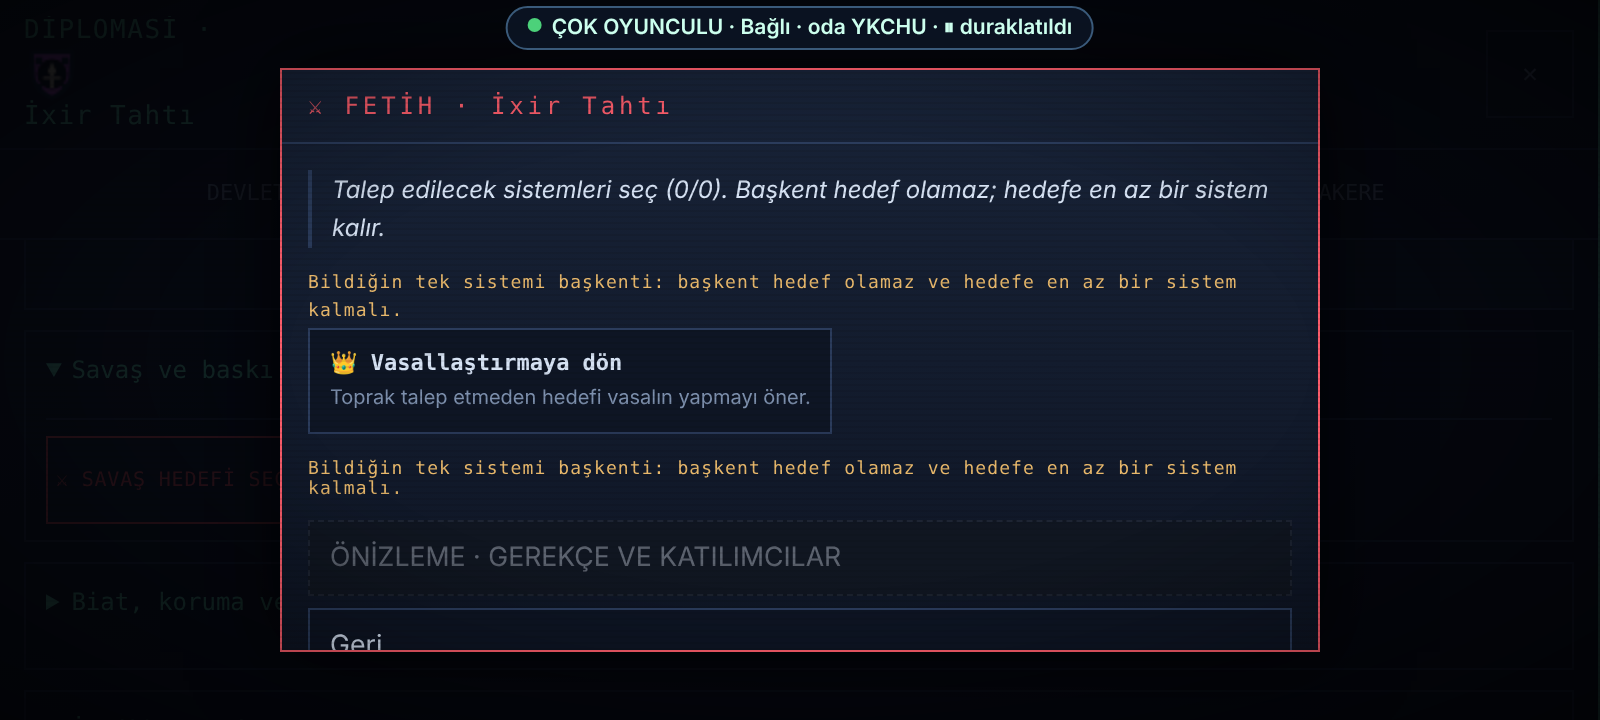 ÇOK OYUNCULU · Bağlı · oda YKCHU · ⏸ duraklatıldı
DIPLOMASI ·
İxir Tahtı
×
⚔ FETİH · İxir Tahtı
DEVLET
AKERE
Talep edilecek sistemleri seç (0/0). Başkent hedef olamaz; hedefe en az bir sistem
kalır.
Bildiğin tek sistemi başkenti: başkent hedef olamaz ve hedefe en az bir sistem
kalmalı.
▼ Savaş ve baskı
👑 Vasallaştırmaya dön
Toprak talep etmeden hedefi vasalın yapmayı öner.
Bildiğin tek sistemi başkenti: başkent hedef olamaz ve hedefe en az bir sistem
kalmalı.
⚔ SAVAŞ HEDEFİ SEÇ
ÖNİZLEME · GEREKÇE VE KATILIMCILAR
▶ Biat, koruma ve
Geri